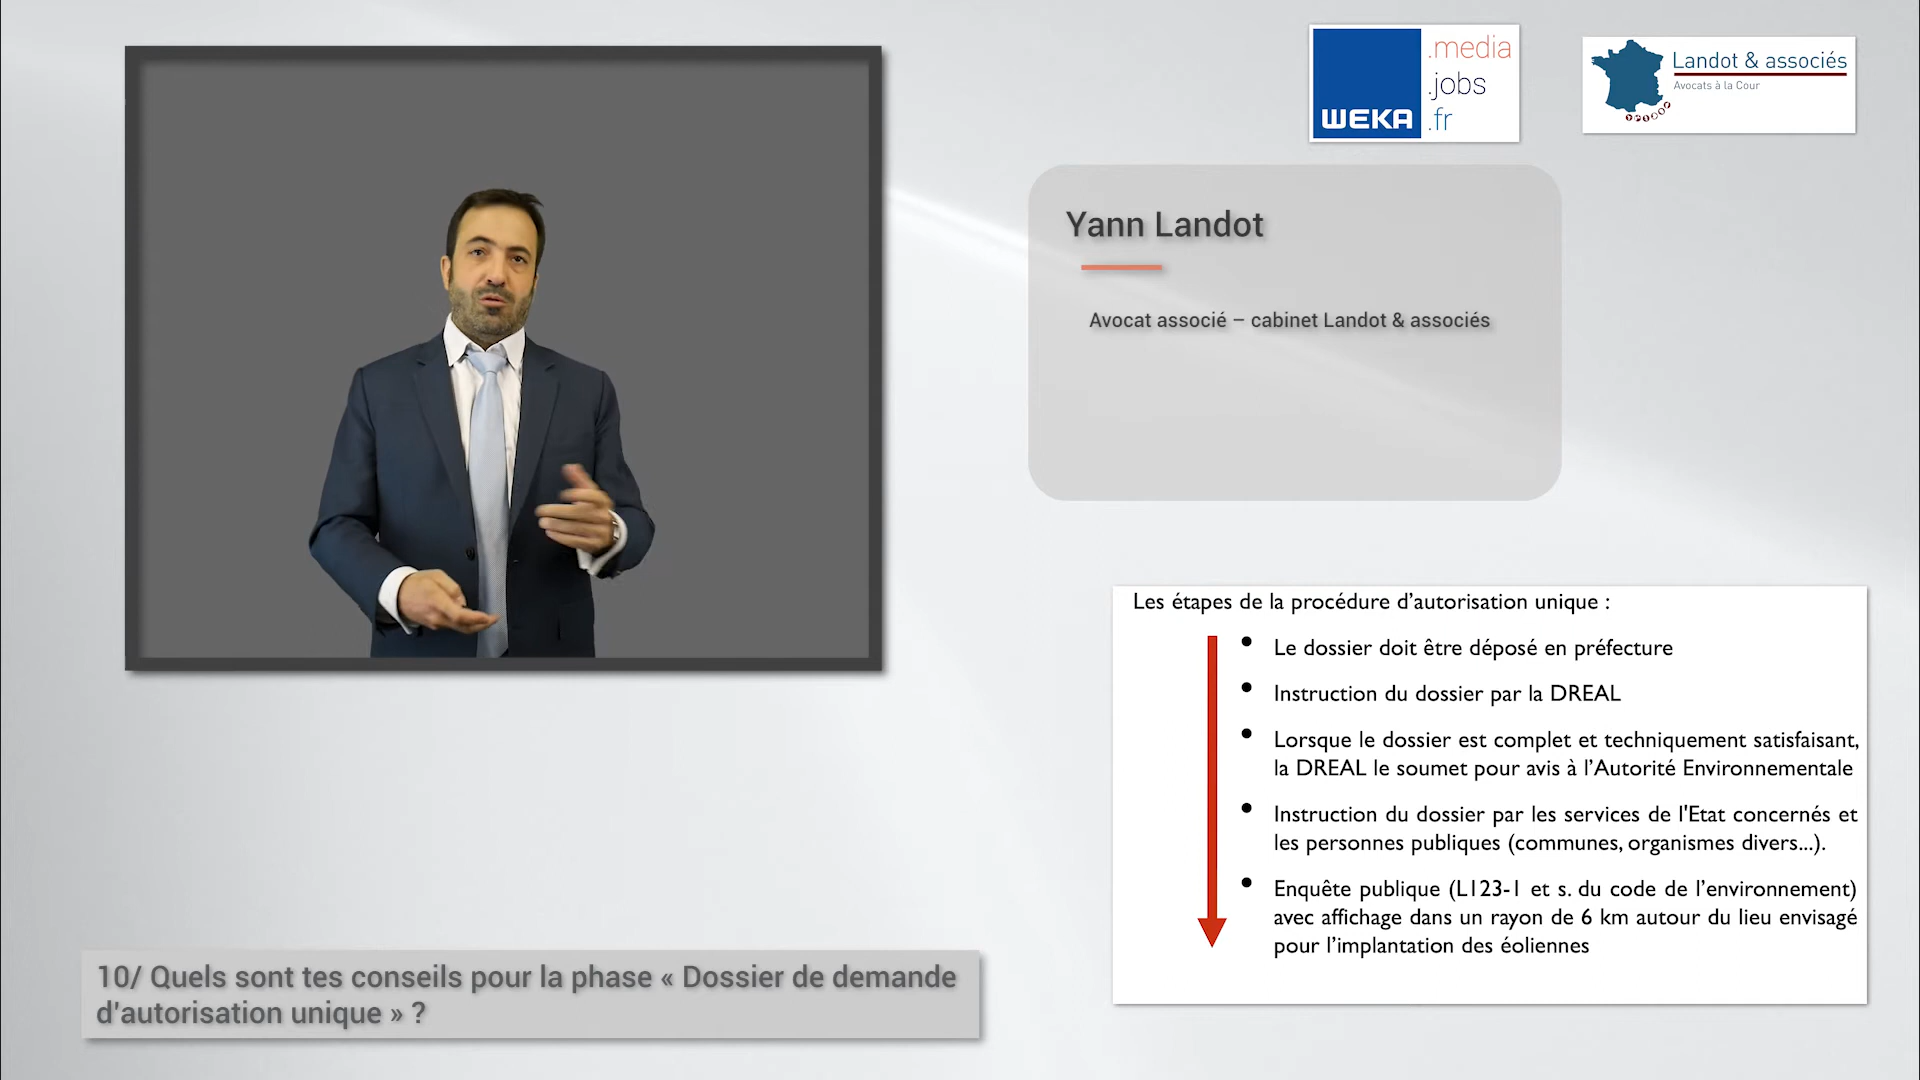 WEKA
.media
.jobs
.fr
Landot & associés
Avocats à la Cour
Yann Landot
Avocat associé – cabinet Landot & associés
Les étapes de la procédure d’autorisation unique :
• Le dossier doit être déposé en préfecture
• Instruction du dossier par la DREAL
• Lorsque le dossier est complet et techniquement satisfaisant,
la DREAL le soumet pour avis à l’Autorité Environnementale
• Instruction du dossier par les services de l'Etat concernés et
les personnes publiques (communes, organismes divers...).
• Enquête publique (L123-1 et s. du code de l’environnement)
avec affichage dans un rayon de 6 km autour du lieu envisagé
pour l’implantation des éoliennes
10/ Quels sont tes conseils pour la phase « Dossier de demande
d'autorisation unique » ?